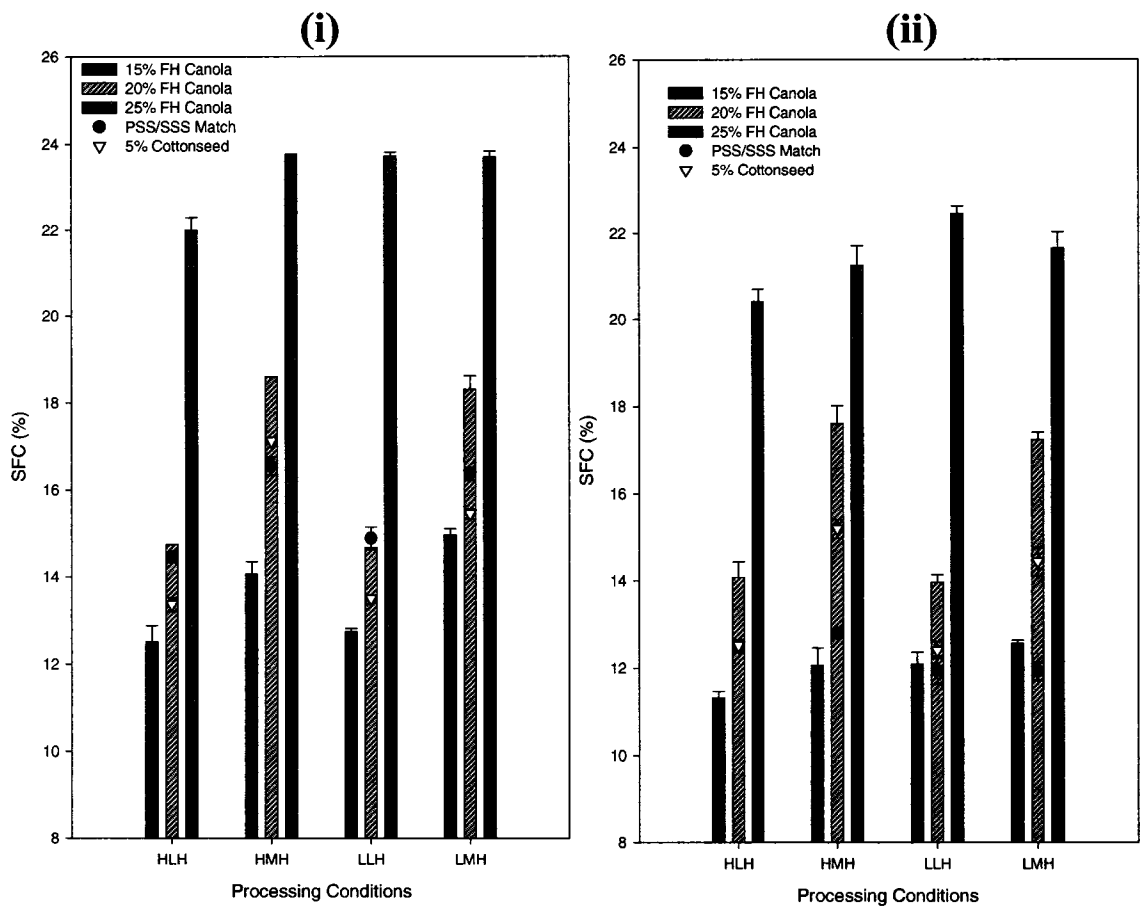 (i)
26
24
22
20
18
16
14
12
10
8
SFC (%)
15% FH Canola
20% FH Canola
25% FH Canola
PSS/SSS Match
5% Cottonseed
HLH HMH LLH LMH
Processing Conditions
(ii)
26
24
22
20
18
16
14
12
10
8
SFC (%)
15% FH Canola
20% FH Canola
25% FH Canola
PSS/SSS Match
5% Cottonseed
HLH HMH LLH LMH
Processing Conditions